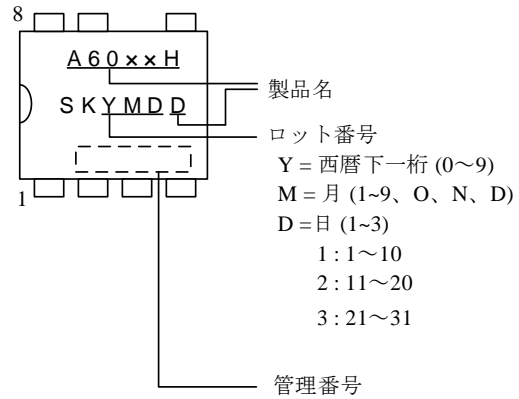 8
A60××H
SKYMD D
1
製品名
ロット番号
Y = 西暦下一桁 (0～9)
M = 月 (1~9、O、N、D)
D =日 (1~3)
1 : 1～10
2 : 11～20
3 : 21～31
管理番号